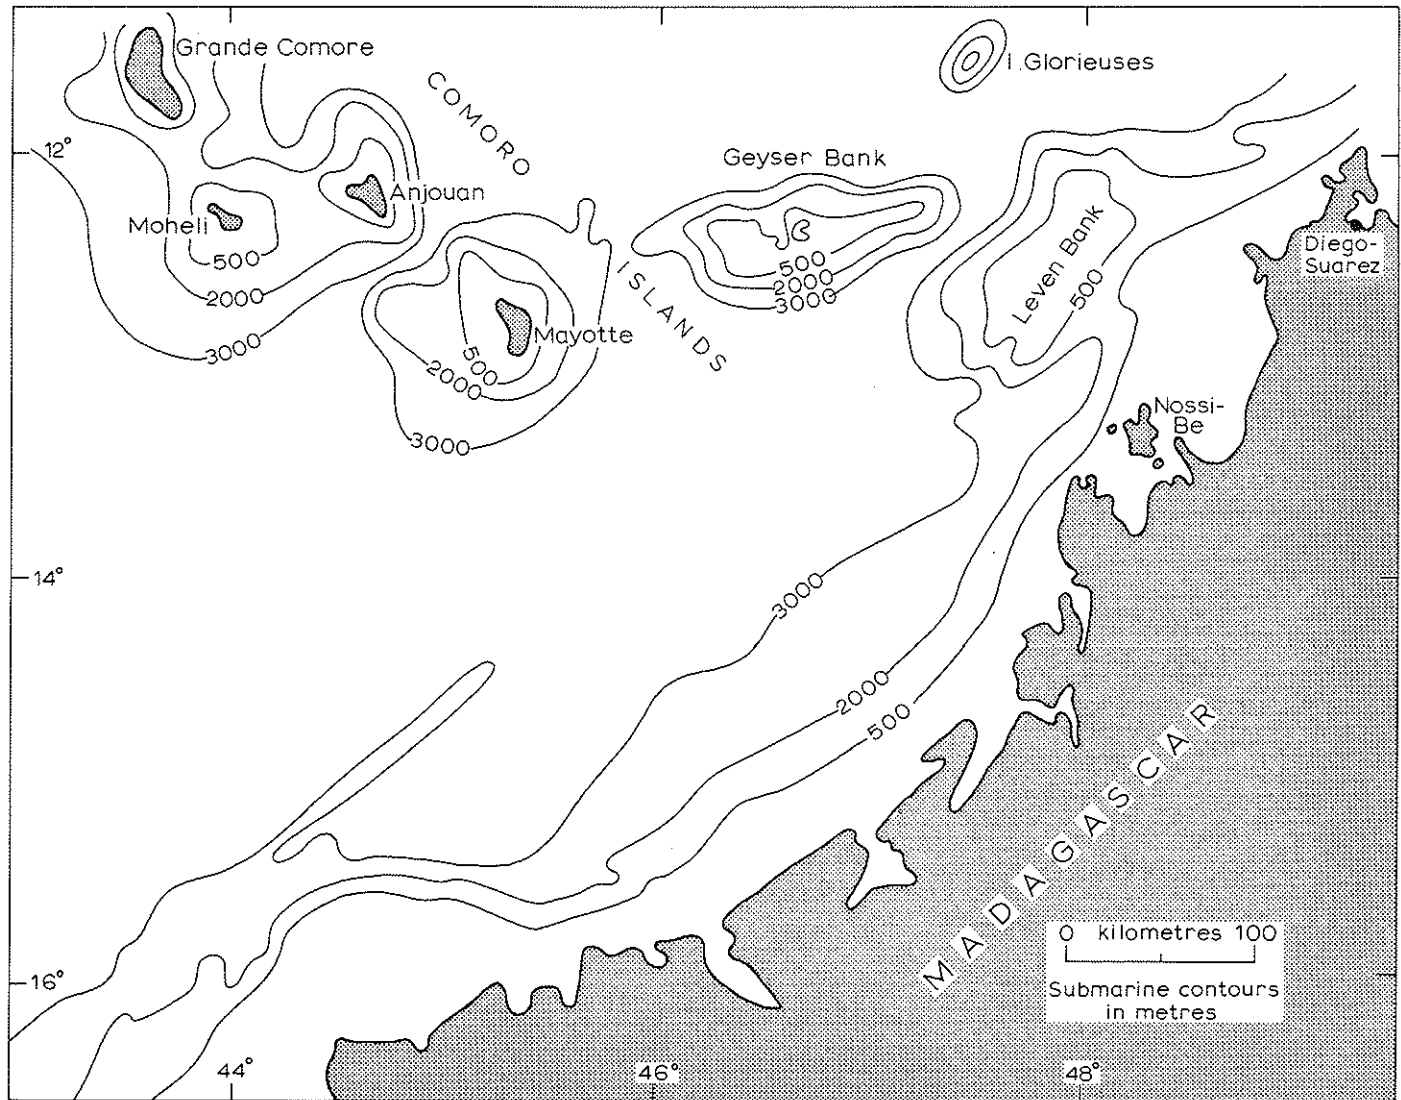 Grande Comore
I. Glorieuses
COMORO
12°
Geyser Bank
Anjouan
Moheli
500
2000
3000
ISLANDS
500
2000
3000
Leven Bank
500
Diego-
Suarez
Mayotte
500
2000
3000
Nossi-
Be
14°
3000
2000
500
MADAGASCAR
0 kilometres 100
Submarine contours
in metres
16°
44°
46°
48°